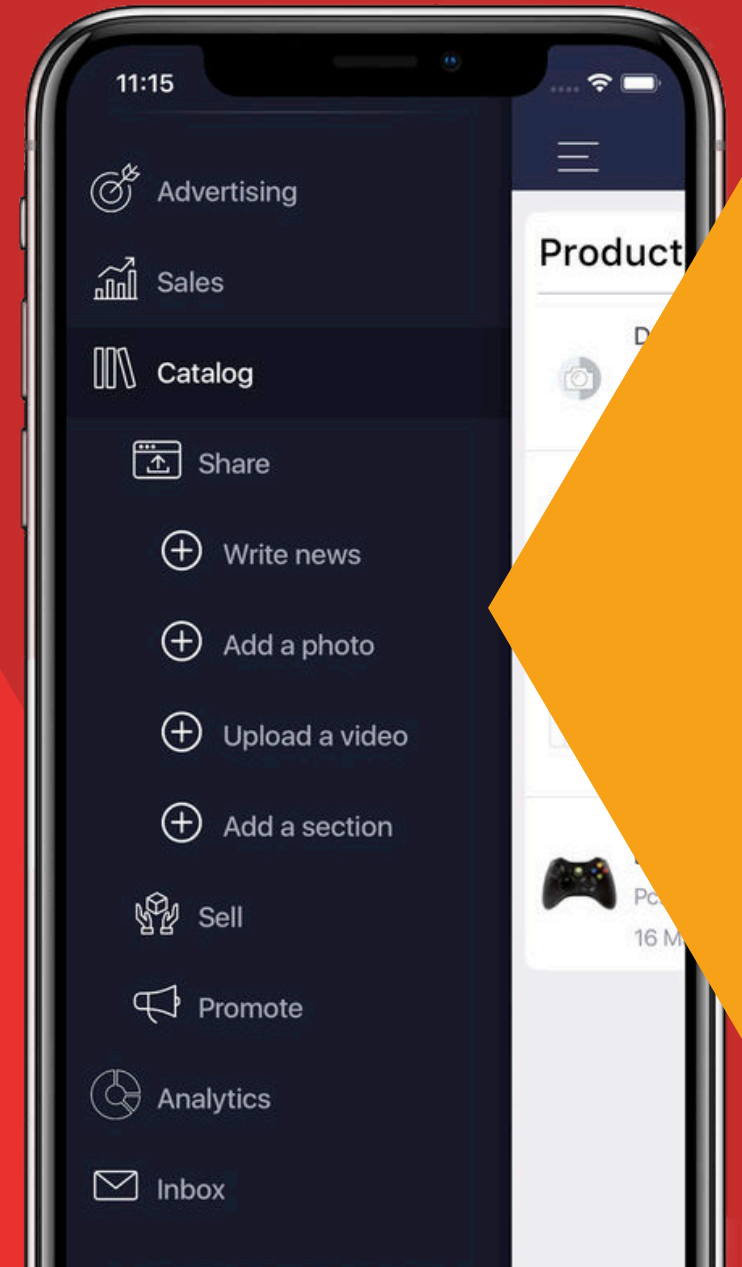 11:15
Advertising
Sales
Catalog
Share
Write news
Add a photo
Upload a video
Add a section
Sell
Promote
Analytics
Inbox
Product
16